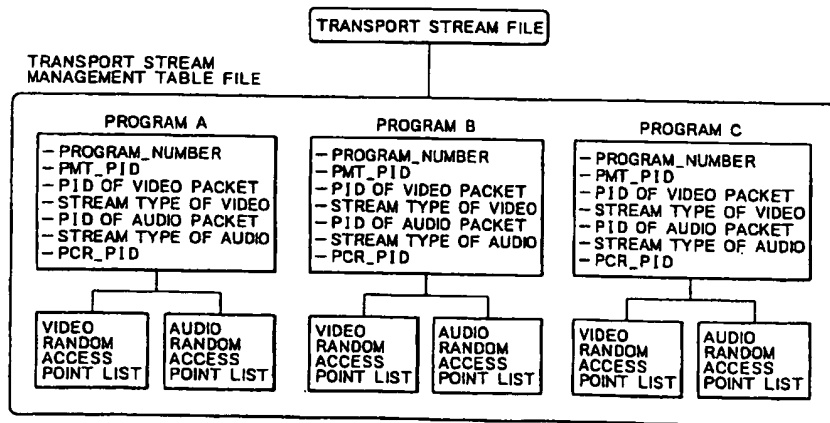 TRANSPORT STREAM FILE
TRANSPORT STREAM
MANAGEMENT TABLE FILE
PROGRAM A
- PROGRAM_NUMBER
- PMT_PID
- PID OF VIDEO PACKET
- STREAM TYPE OF VIDEO
- PID OF AUDIO PACKET
- STREAM TYPE OF AUDIO
- PCR_PID
VIDEO
RANDOM
ACCESS
POINT LIST
AUDIO
RANDOM
ACCESS
POINT LIST
PROGRAM B
- PROGRAM_NUMBER
- PMT_PID
- PID OF VIDEO PACKET
- STREAM TYPE OF VIDEO
- PID OF AUDIO PACKET
- STREAM TYPE OF AUDIO
- PCR_PID
VIDEO
RANDOM
ACCESS
POINT LIST
AUDIO
RANDOM
ACCESS
POINT LIST
PROGRAM C
- PROGRAM_NUMBER
- PMT_PID
- PID OF VIDEO PACKET
- STREAM TYPE OF VIDEO
- PID OF AUDIO PACKET
- STREAM TYPE OF AUDIO
- PCR_PID
VIDEO
RANDOM
ACCESS
POINT LIST
AUDIO
RANDOM
ACCESS
POINT LIST